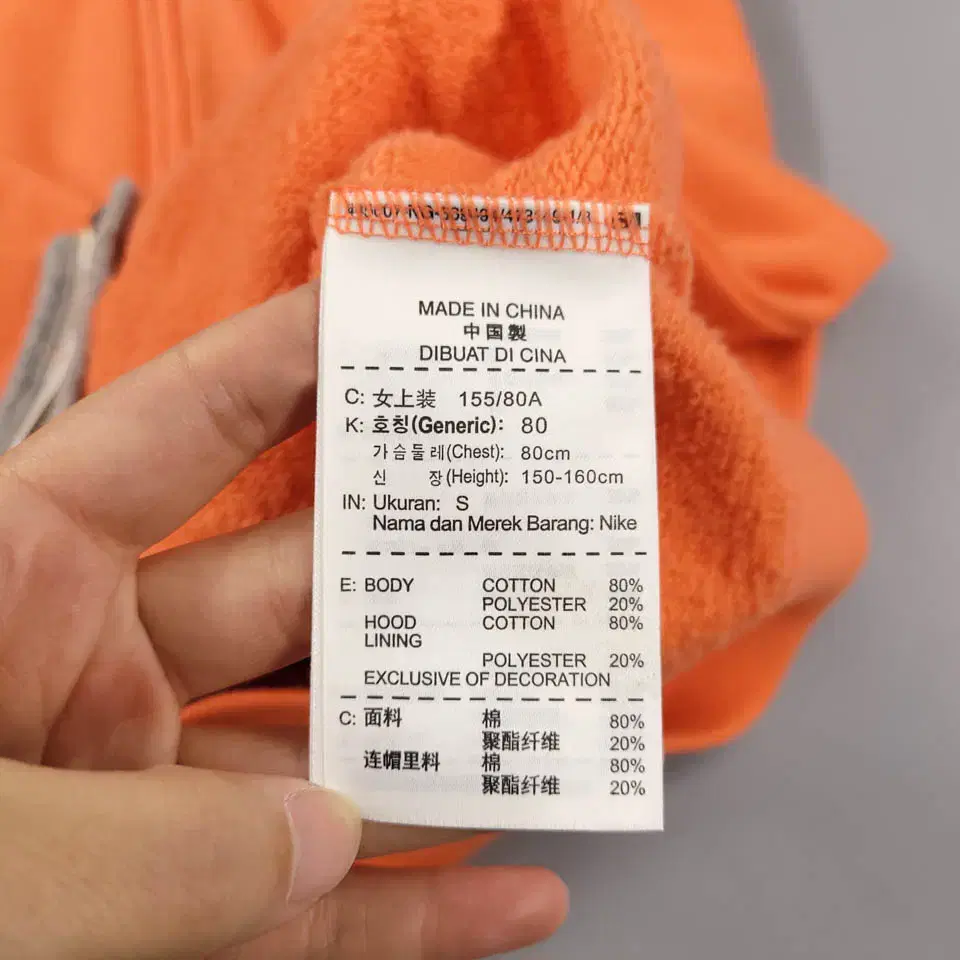 MADE IN CHINA
中国製
DIBUAT DI CINA
C: 女上装 155/80A
K: 호칭(Generic): 80
가슴둘레(Chest): 80cm
신 장(Height): 150-160cm
IN: Ukuran: S
Nama dan Merek Barang: Nike
E: BODY COTTON 80%
POLYESTER 20%
HOOD COTTON 80%
LINING
POLYESTER 20%
EXCLUSIVE OF DECORATION
C: 面料 棉 80%
聚酯纤维 20%
连帽里料 棉 80%
聚酯纤维 20%